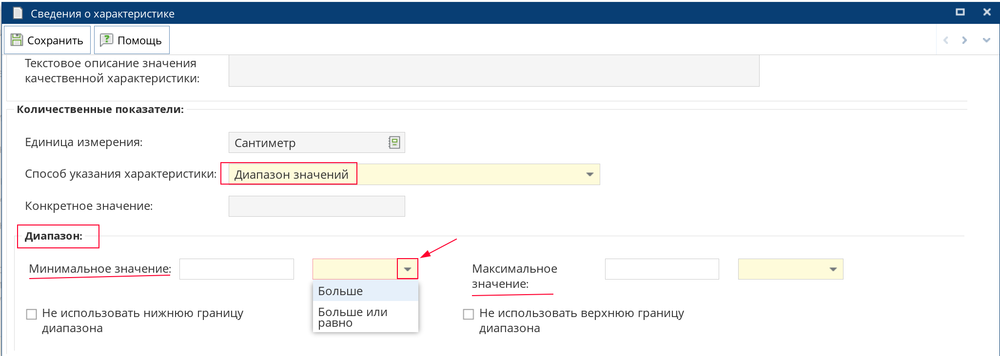 Сведения о характеристике
Сохранить
Помощь
Текстовое описание значения
качественной характеристики:
Количественные показатели:
Единица измерения:
Сантиметр
Способ указания характеристики:
Диапазон значений
Конкретное значение:
Диапазон:
Минимальное значение:
Максимальное
значение:
Больше
Больше или
равно
Не использовать нижнюю границу
диапазона
Не использовать верхнюю границу
диапазона